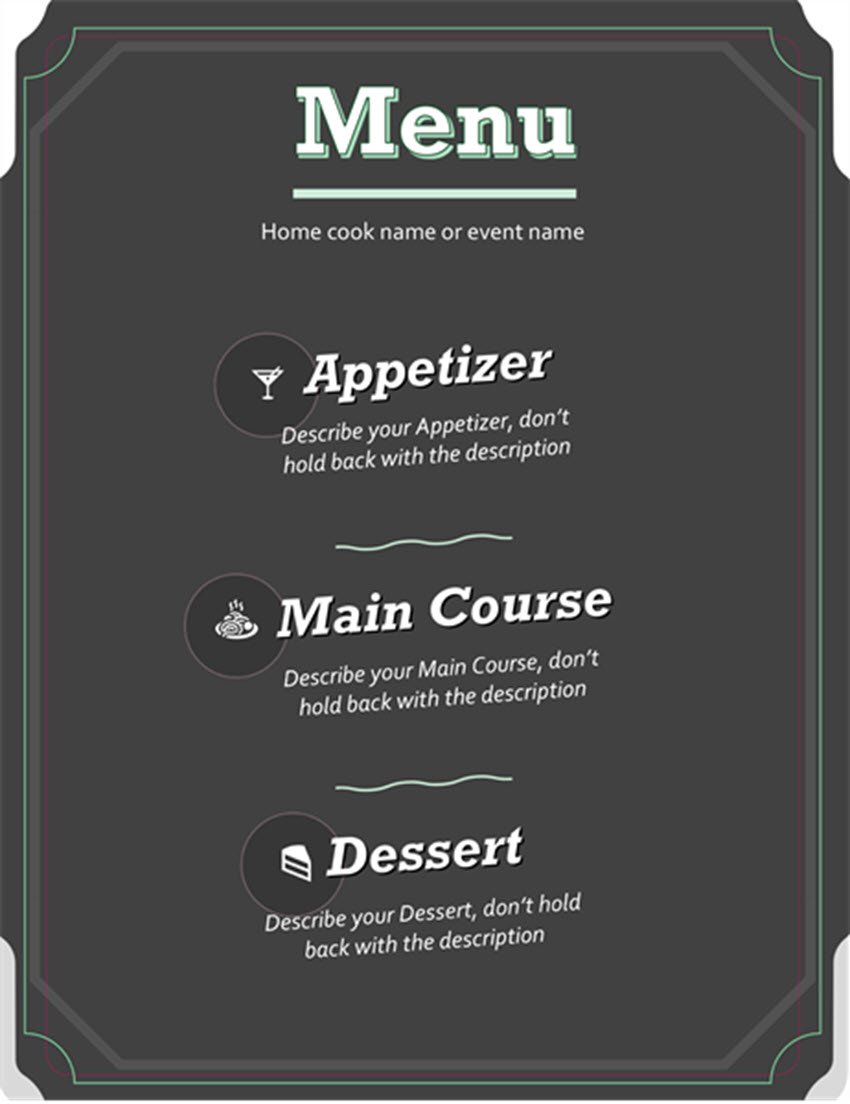 Menu
Home cook name or event name
Appetizer
Describe your Appetizer, don’t
hold back with the description
Main Course
Describe your Main Course, don’t
hold back with the description
Dessert
Describe your Dessert, don’t hold
back with the description